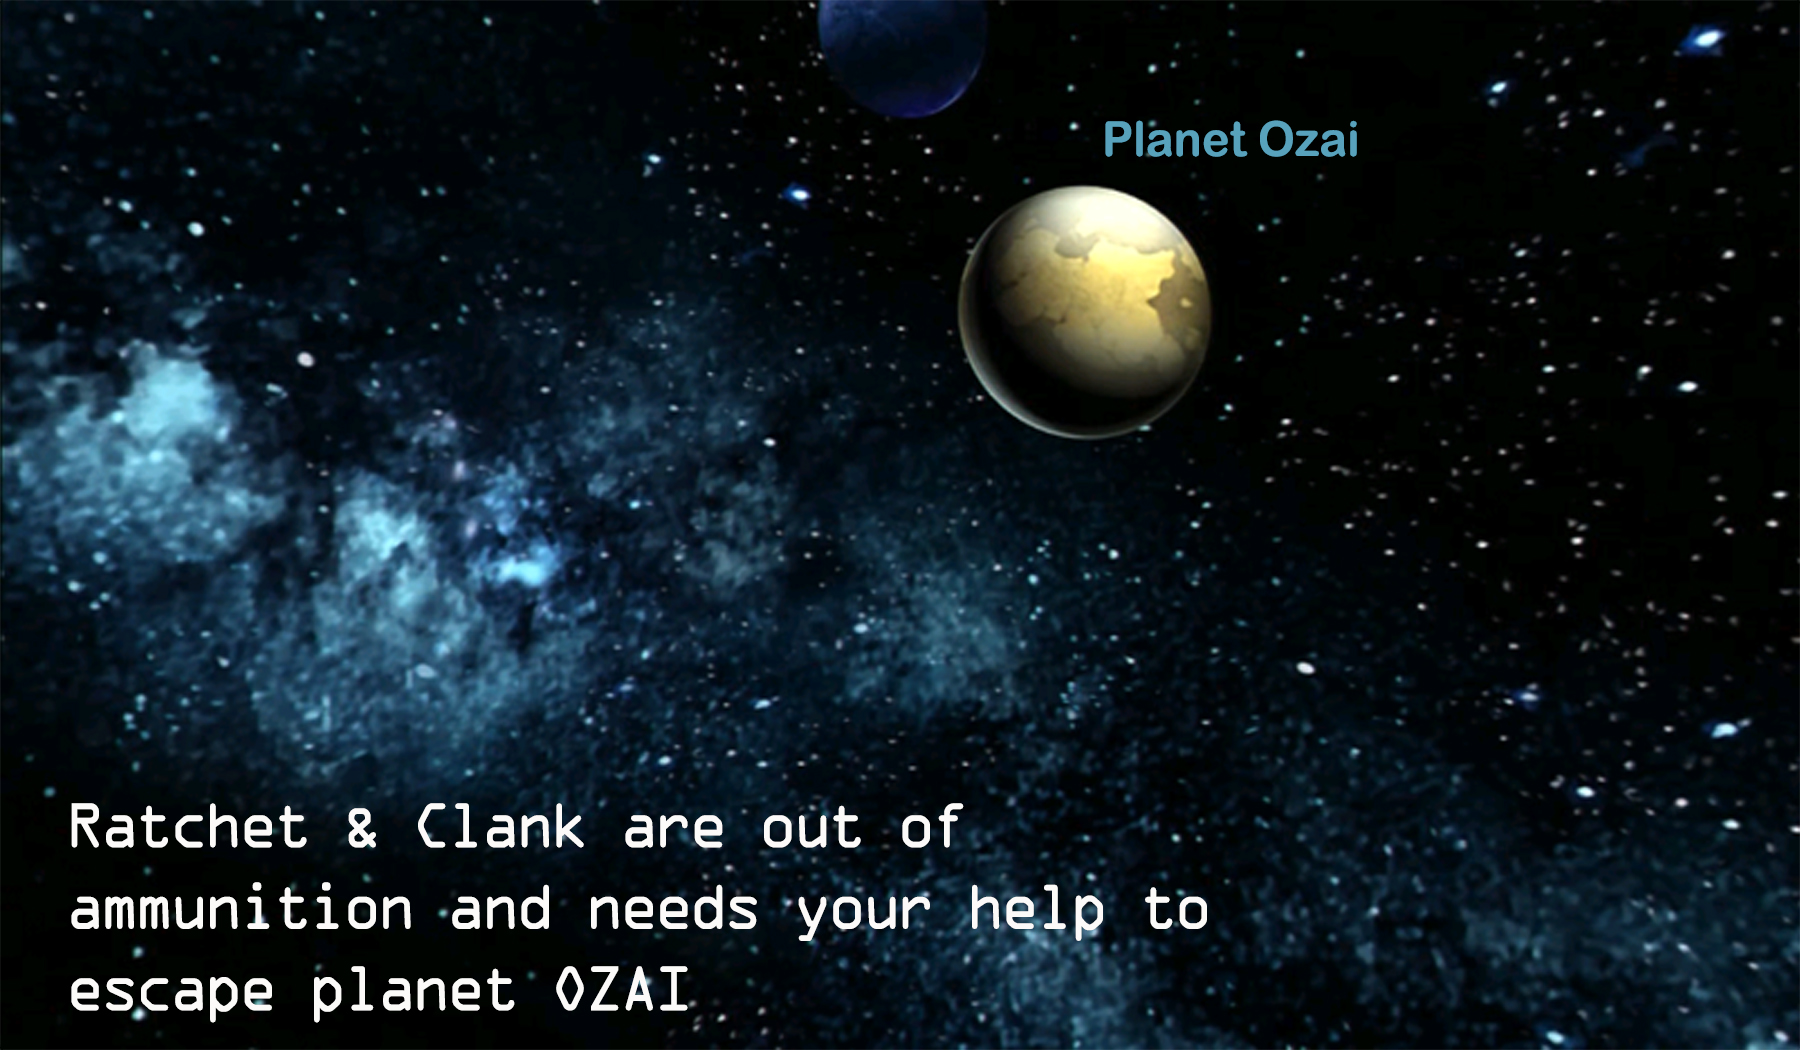 Planet Ozai
Ratchet & Clank are out of
ammunition and needs your help to
escape planet OZAI